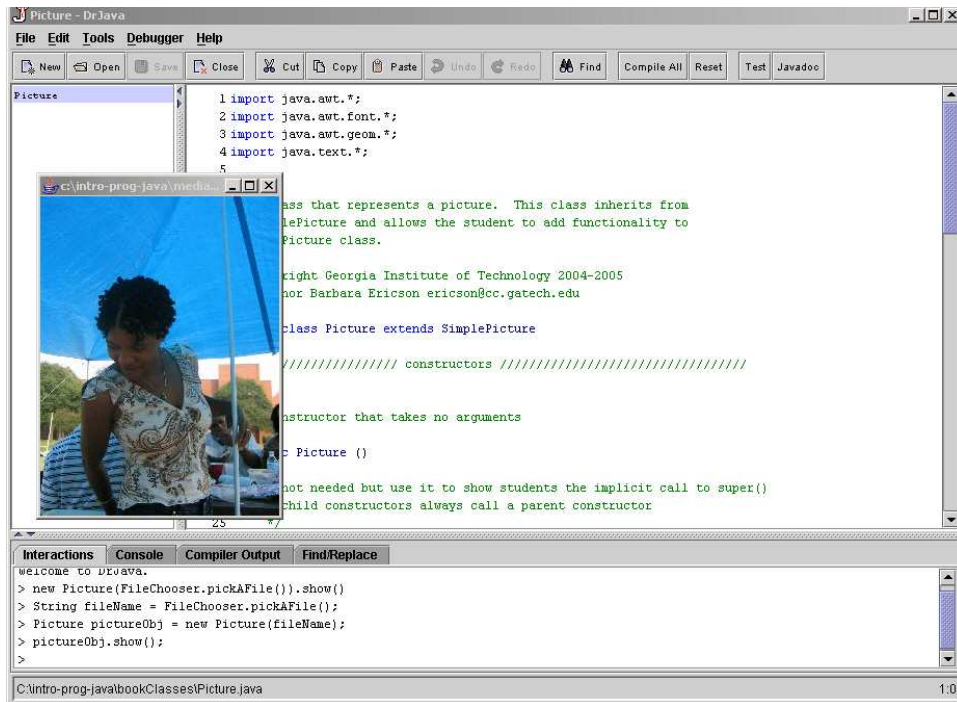 Picture - DrJava
File Edit Tools Debugger Help
New Open Save Close Cut Copy Paste Undo Redo Find Compile All Reset Test Javadoc
Picture
1 import java.awt.*;
2 import java.awt.font.*;
3 import java.awt.geom.*;
4 import java.text.*;
5
c:\intro-prog-java\media...
ass that represents a picture.  This class inherits from
lePicture and allows the student to add functionality to
Picture class.
right Georgia Institute of Technology 2004-2005
hor Barbara Ericson ericson@cc.gatech.edu
class Picture extends SimplePicture
//////////////// constructors //////////////////////////////////
nstructor that takes no arguments
c Picture ()
not needed but use it to show students the implicit call to super()
child constructors always call a parent constructor
25 */
Interactions Console Compiler Output Find/Replace
Welcome to DrJava.
> new Picture(FileChooser.pickAFile()).show()
> String fileName = FileChooser.pickAFile();
> Picture pictureObj = new Picture(fileName);
> pictureObj.show();
>
C:\intro-prog-java\bookClasses\Picture.java 1:0